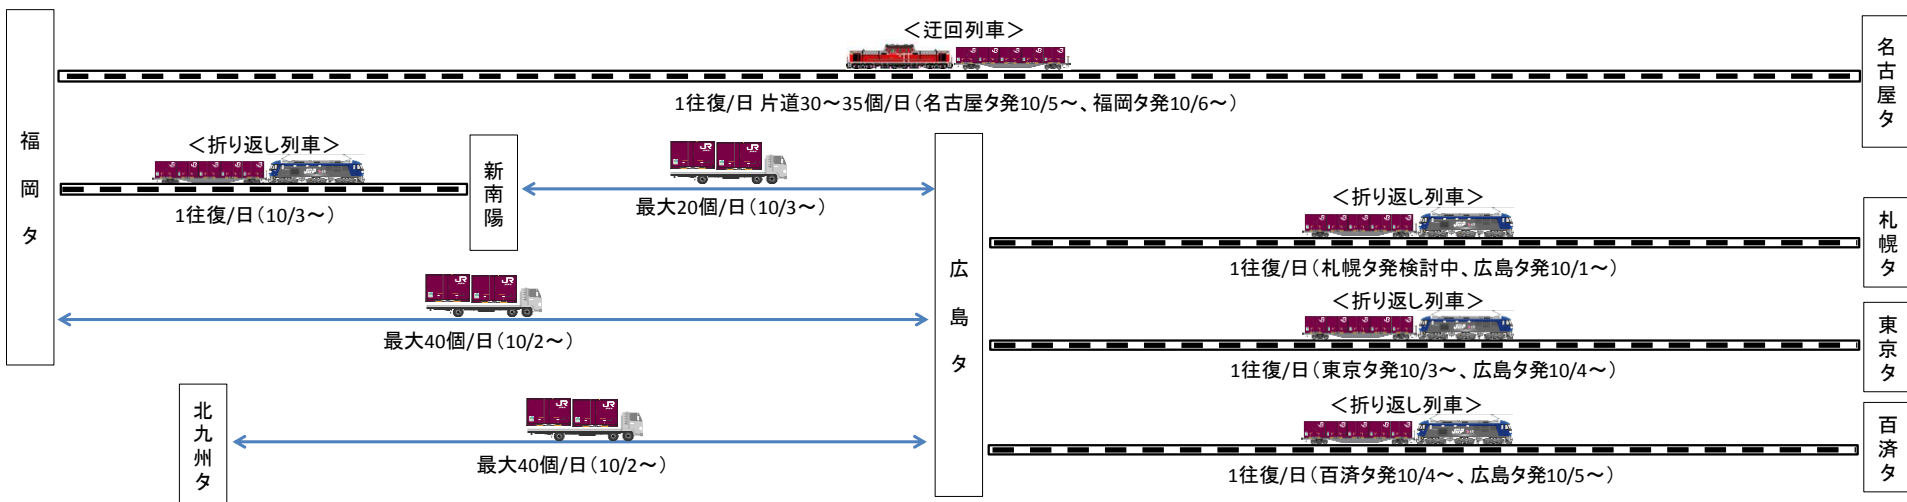 <迂回列車>
1往復/日 片道30～35個/日(名古屋タ発10/5～、福岡タ発10/6～)
福岡タ
名古屋タ
<折り返し列車>
1往復/日(10/3～)
新南陽
JR JR
最大20個/日(10/3～)
広島タ
<折り返し列車>
1往復/日(札幌タ発検討中、広島タ発10/1～)
札幌タ
JR JR
最大40個/日(10/2～)
<折り返し列車>
1往復/日(東京タ発10/3～、広島タ発10/4～)
東京タ
北九州タ
JR JR
最大40個/日(10/2～)
<折り返し列車>
1往復/日(百済タ発10/4～、広島タ発10/5～)
百済タ